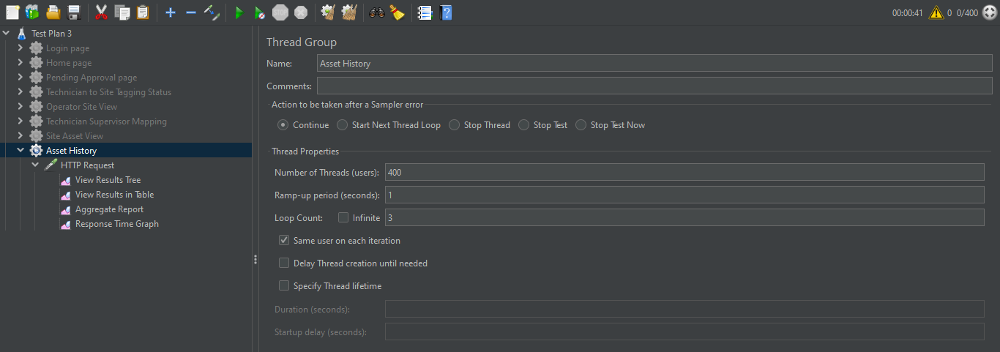 STOP
00:00:41 0 0/400
Test Plan 3
Login page
Home page
Pending Approval page
Technician to Site Tagging Status
Operator Site View
Technician Supervisor Mapping
Site Asset View
Asset History
HTTP Request
View Results Tree
View Results in Table
Aggregate Report
Response Time Graph
Thread Group
Name: Asset History
Comments:
Action to be taken after a Sampler error
Continue Start Next Thread Loop Stop Thread Stop Test Stop Test Now
Thread Properties
Number of Threads (users): 400
Ramp-up period (seconds): 1
Loop Count: Infinite 3
Same user on each iteration
Delay Thread creation until needed
Specify Thread lifetime
Duration (seconds):
Startup delay (seconds):